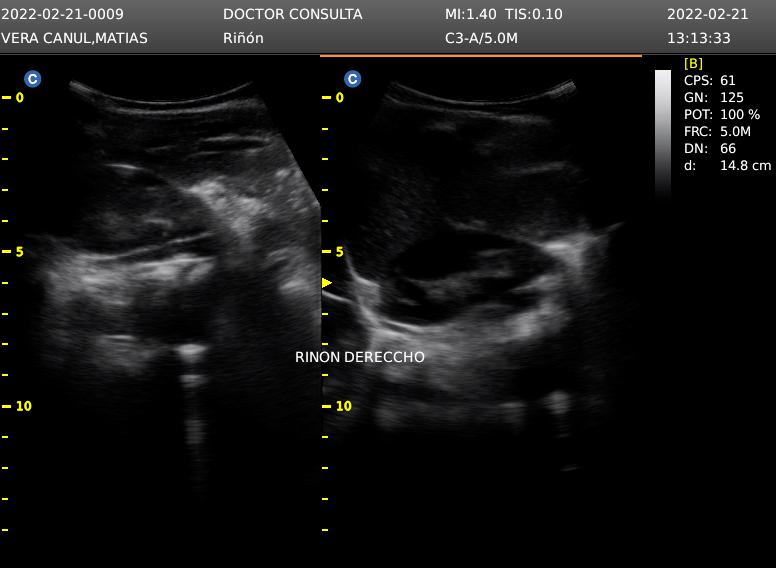 2022-02-21-0009 DOCTOR CONSULTA MI:1.40 TIS:0.10 2022-02-21
VERA CANUL,MATIAS Riñón C3-A/5.0M 13:13:33
C C
0 0
5 5
10 10
RINON DERECCHO
[B]
CPS: 61
GN: 125
POT: 100 %
FRC: 5.0M
DN: 66
d: 14.8 cm